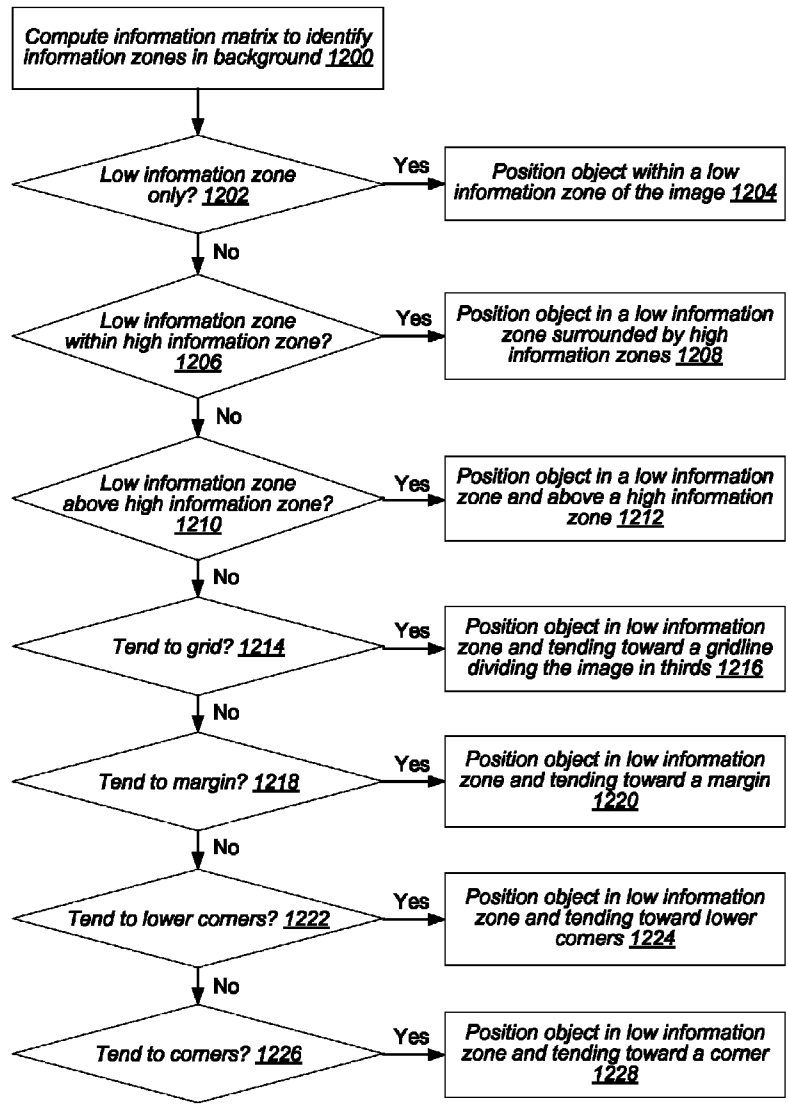 Compute information matrix to identify
information zones in background 1200
Low information zone
only? 1202
Yes
Position object within a low
information zone of the image 1204
No
Low information zone
within high information zone?
1206
Yes
Position object in a low information
zone surrounded by high
information zones 1208
No
Low information zone
above high information zone?
1210
Yes
Position object in a low information
zone and above a high information
zone 1212
No
Tend to grid? 1214
Yes
Position object in low information
zone and tending toward a gridline
dividing the image in thirds 1216
No
Tend to margin? 1218
Yes
Position object in low information
zone and tending toward a margin
1220
No
Tend to lower corners? 1222
Yes
Position object in low information
zone and tending toward lower
corners 1224
No
Tend to corners? 1226
Yes
Position object in low information
zone and tending toward a corner
1228